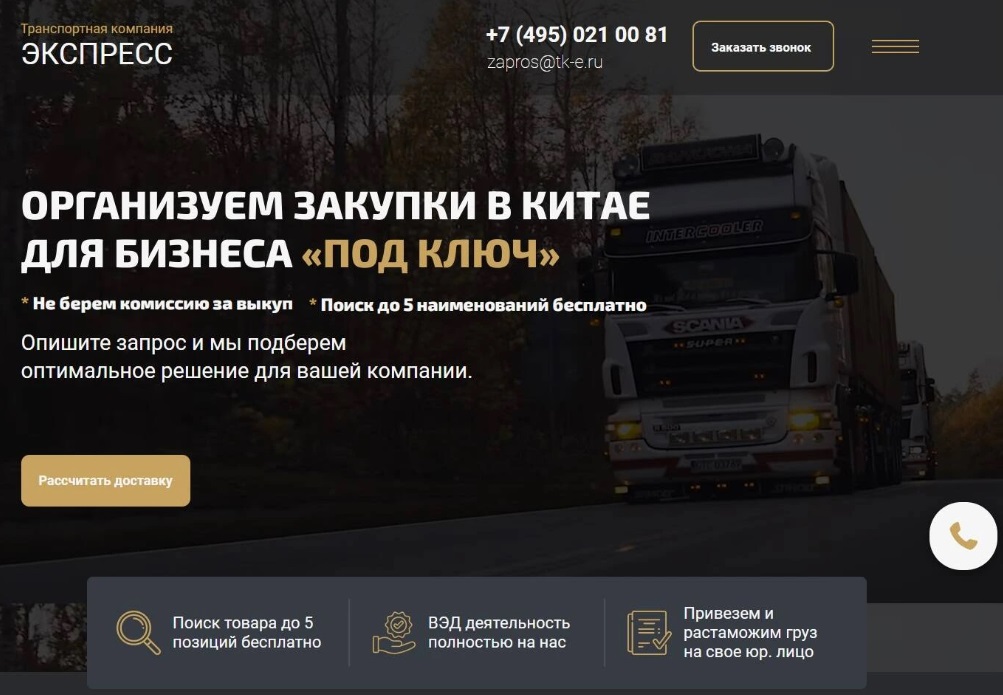 Транспортная компания
ЭКСПРЕСС
+7 (495) 021 00 81
zapros@tk-e.ru
Заказать звонок
ОРГАНИЗУЕМ ЗАКУПКИ В КИТАЕ
ДЛЯ БИЗНЕСА «ПОД КЛЮЧ»
* Не берем комиссию за выкуп * Поиск до 5 наименований бесплатно
Опишите запрос и мы подберем
оптимальное решение для вашей компании.
INTERCOOLER
SCANIA
SUPER
Рассчитать доставку
Поиск товара до 5
позиций бесплатно
ВЭД деятельность
полностью на нас
Привезем и
растаможим груз
на свое юр. лицо